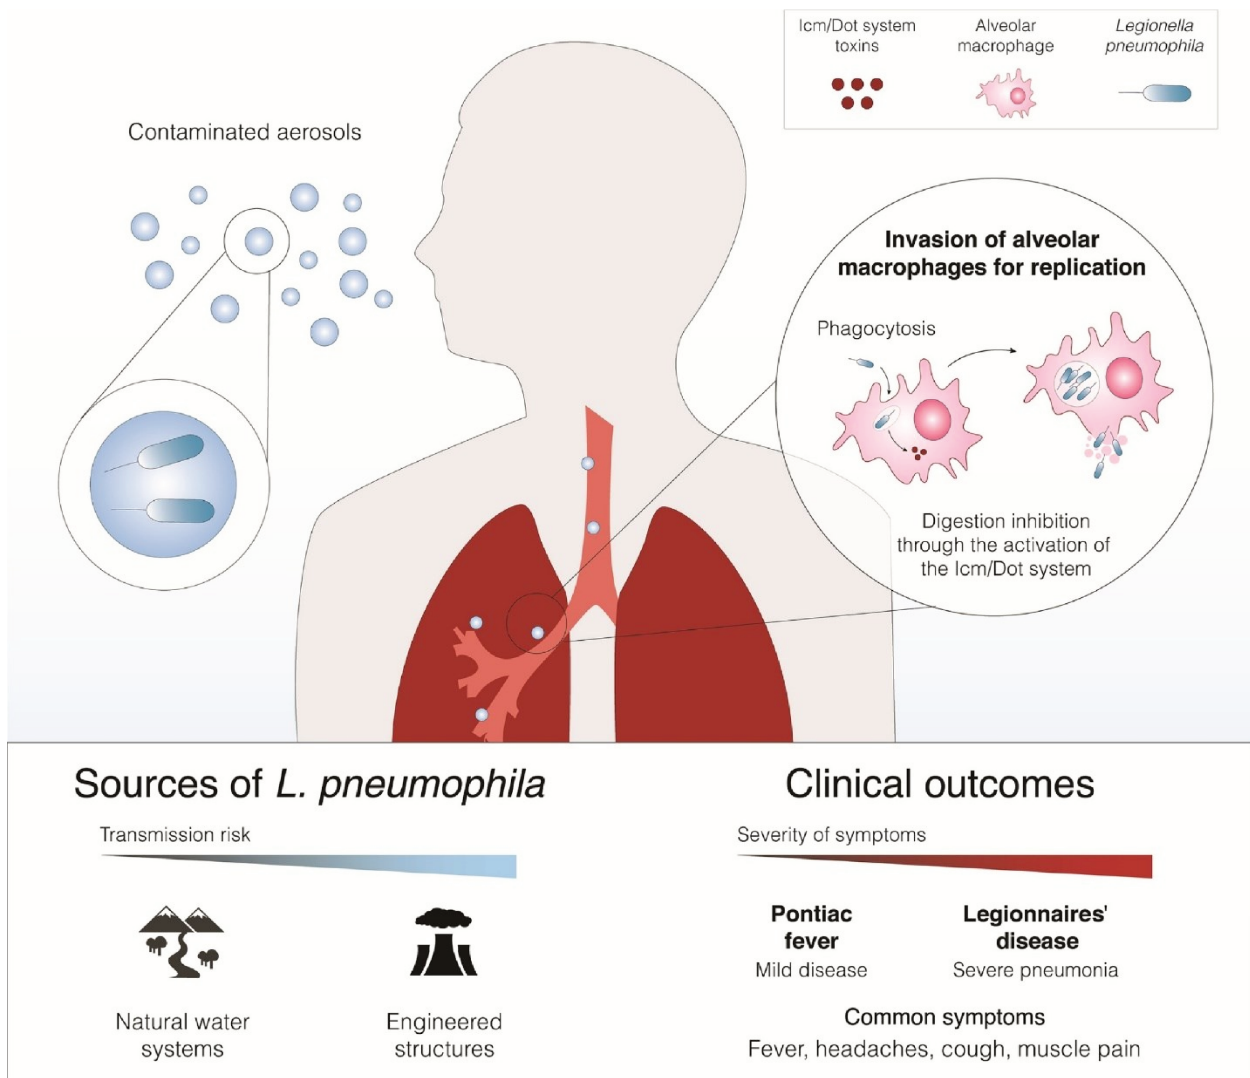 Icm/Dot system
toxins
Alveolar
macrophage
Legionella
pneumophila
Contaminated aerosols
Invasion of alveolar
macrophages for replication
Phagocytosis
Digestion inhibition
through the activation of
the Icm/Dot system
Sources of L. pneumophila
Transmission risk
Natural water
systems
Engineered
structures
Clinical outcomes
Severity of symptoms
Pontiac
fever
Mild disease
Legionnaires'
disease
Severe pneumonia
Common symptoms
Fever, headaches, cough, muscle pain